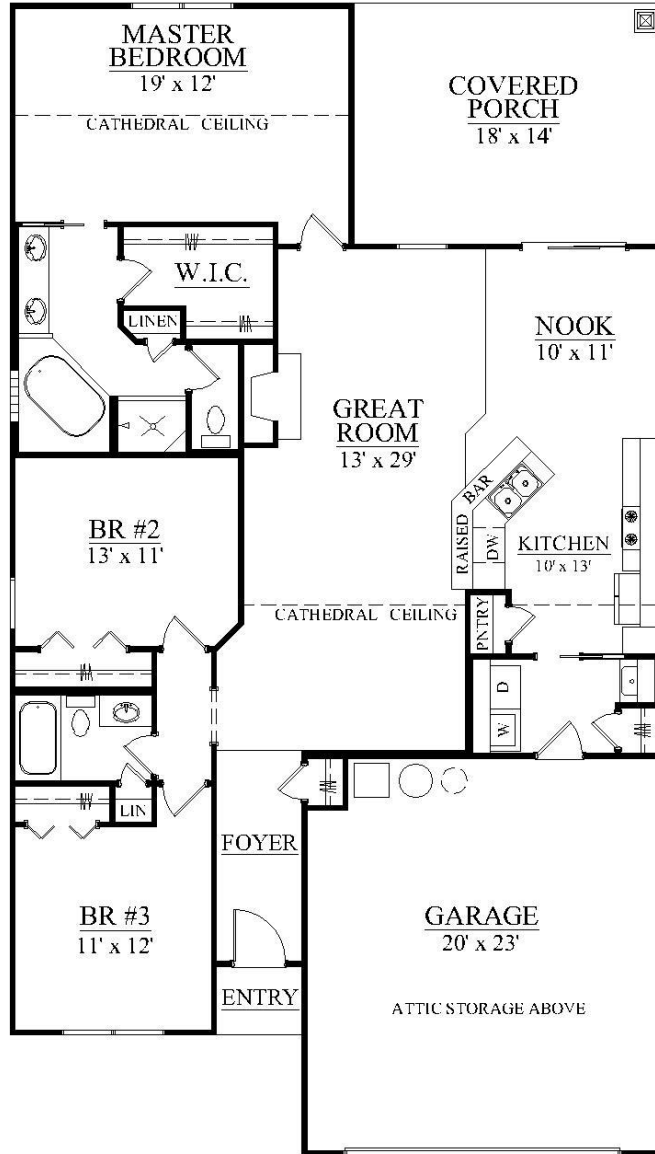 MASTER
BEDROOM
19' x 12'
CATHEDRAL CEILING
COVERED
PORCH
18' x 14'
W.I.C.
LINEN
NOOK
10' x 11'
GREAT
ROOM
13' x 29'
BR #2
13' x 11'
RAISED BAR
DW
KITCHEN
10' x 13'
CATHEDRAL CEILING
PNTRY
D
W
LIN
FOYER
BR #3
11' x 12'
GARAGE
20' x 23'
ENTRY
ATTIC STORAGE ABOVE